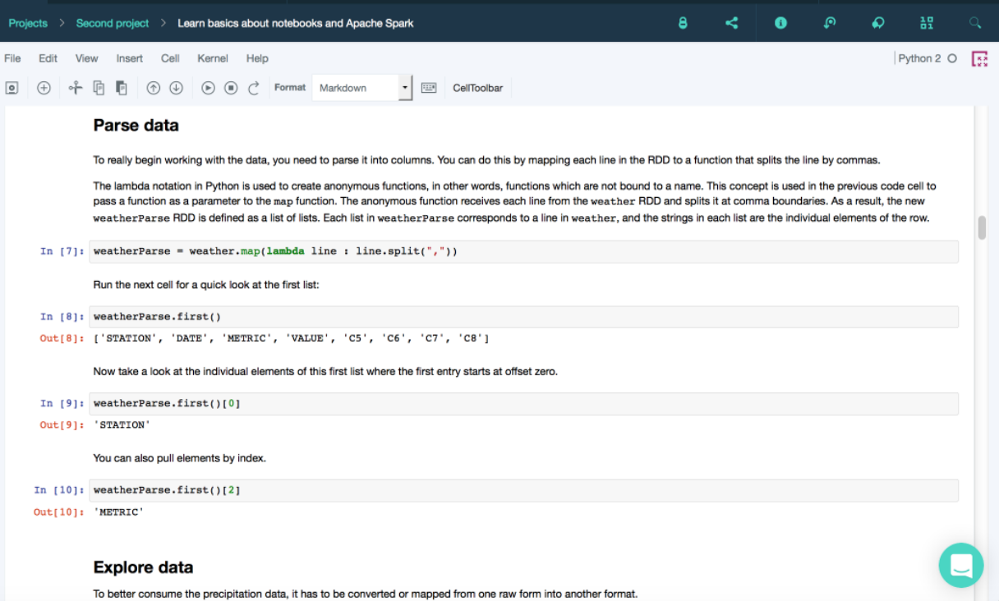 Projects > Second project > Learn basics about notebooks and Apache Spark
File Edit View Insert Cell Kernel Help
Python 2
Format Markdown CellToolbar
Parse data
To really begin working with the data, you need to parse it into columns. You can do this by mapping each line in the RDD to a function that splits the line by commas.
The lambda notation in Python is used to create anonymous functions, in other words, functions which are not bound to a name. This concept is used in the previous code cell to
pass a function as a parameter to the map function. The anonymous function receives each line from the weather RDD and splits it at comma boundaries. As a result, the new
weatherParse RDD is defined as a list of lists. Each list in weatherParse corresponds to a line in weather, and the strings in each list are the individual elements of the row.
In [7]: weatherParse = weather.map(lambda line : line.split(","))
Run the next cell for a quick look at the first list:
In [8]: weatherParse.first()
Out[8]: ['STATION', 'DATE', 'METRIC', 'VALUE', 'C5', 'C6', 'C7', 'C8']
Now take a look at the individual elements of this first list where the first entry starts at offset zero.
In [9]: weatherParse.first()[0]
Out[9]: 'STATION'
You can also pull elements by index.
In [10]: weatherParse.first()[2]
Out[10]: 'METRIC'
Explore data
To better consume the precipitation data, it has to be converted or mapped from one raw form into another format.